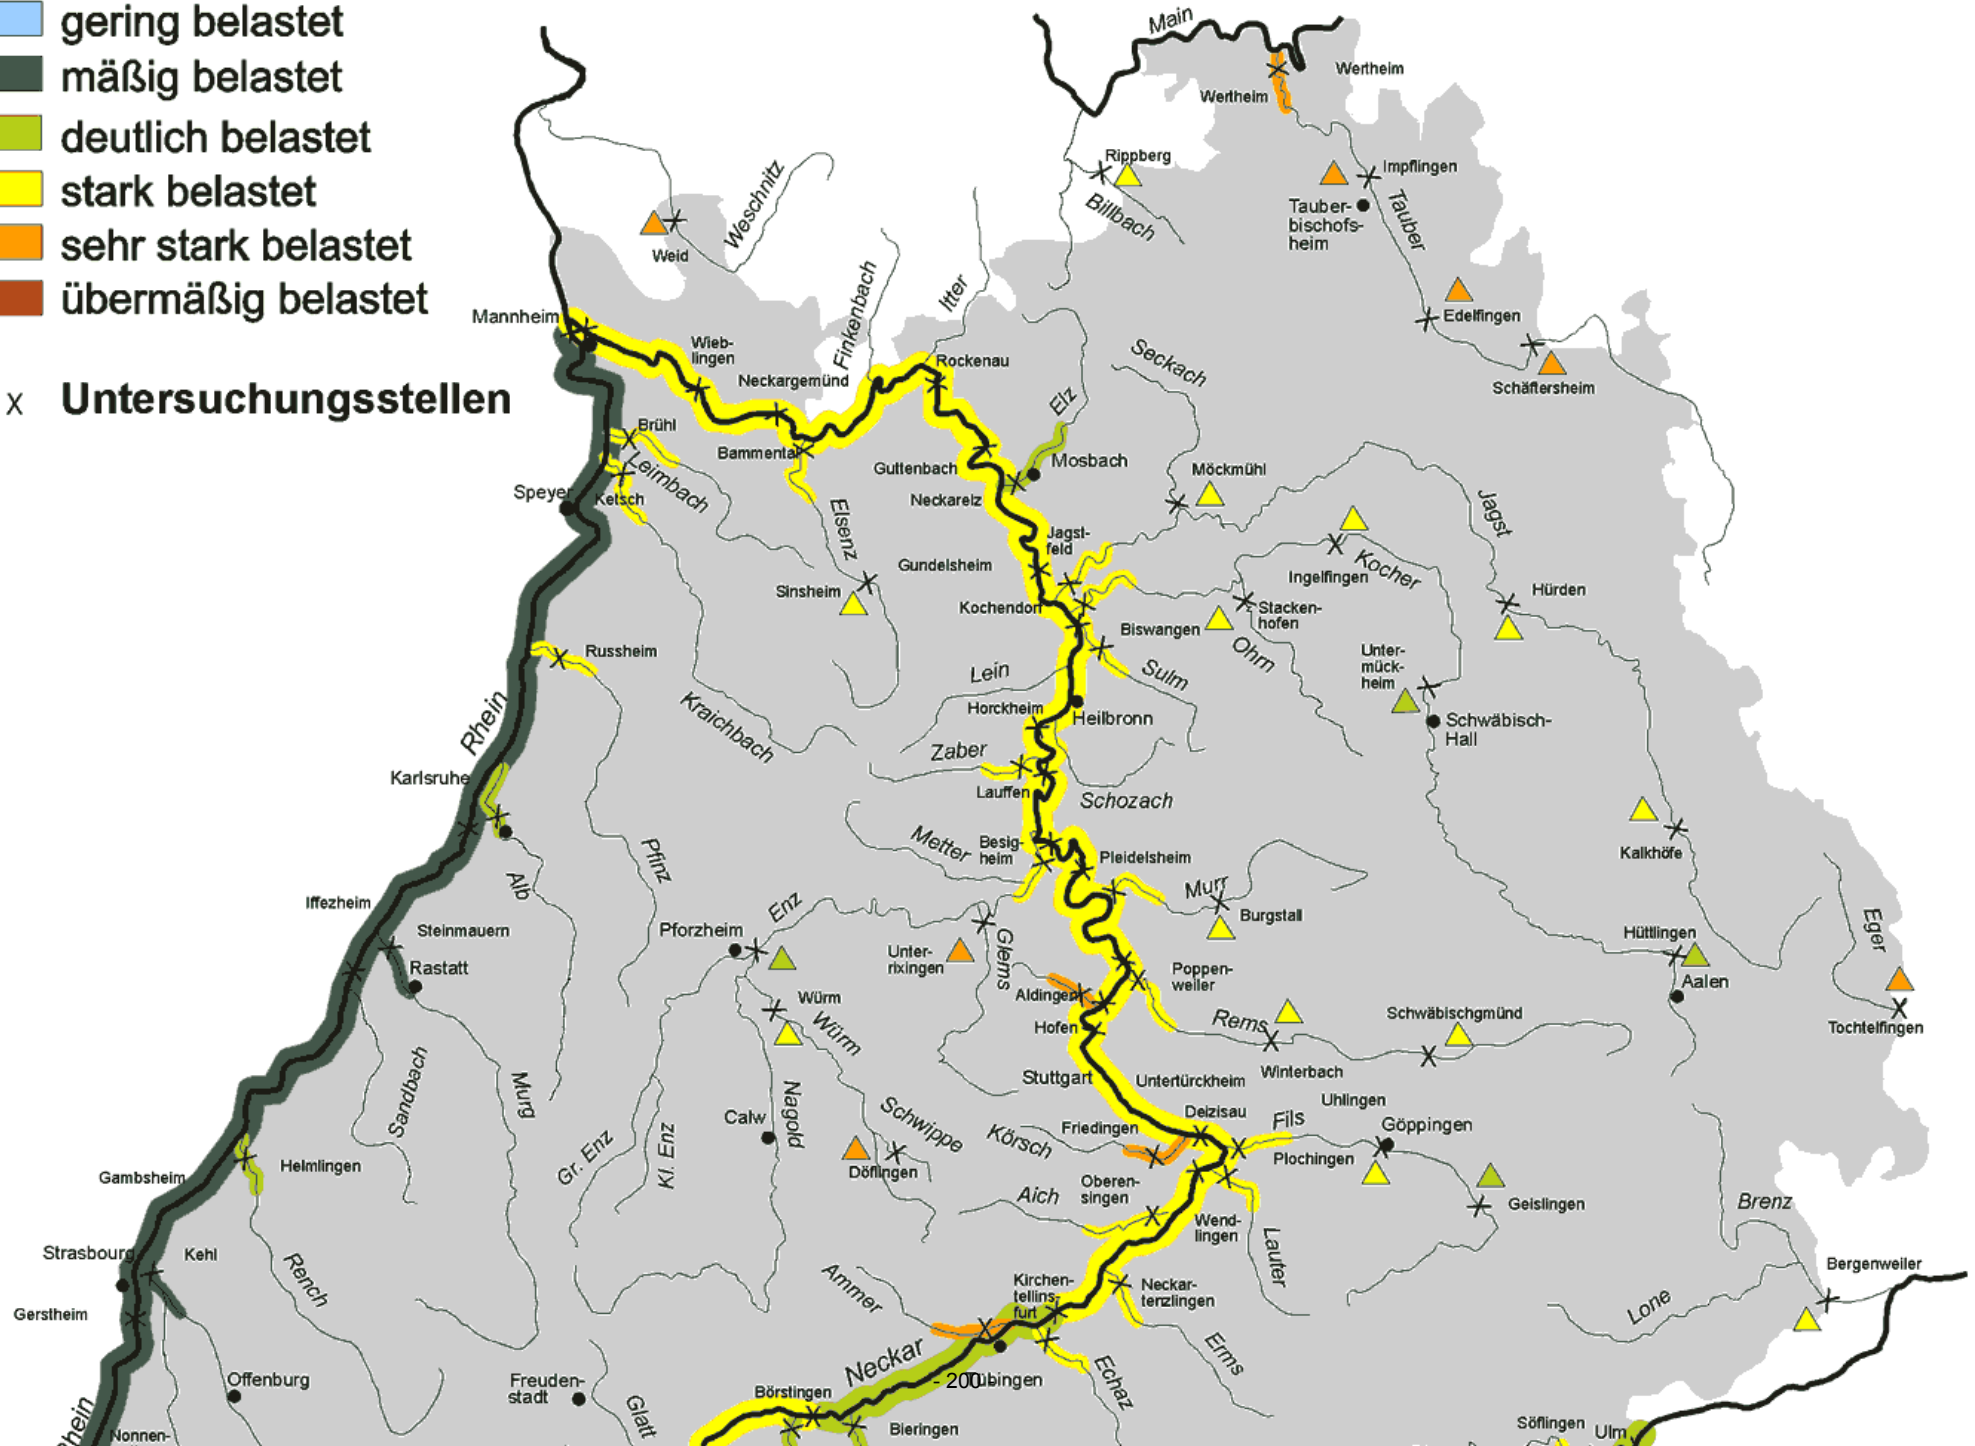 gering belastet
mäßig belastet
deutlich belastet
stark belastet
sehr stark belastet
übermäßig belastet
x Untersuchungsstellen
Main
Wertheim
Wertheim
Rippberg
Billbach
Impflingen
Tauber-
bischofs-
heim
Tauber
Weschnitz
Weid
Edelfingen
Schäftersheim
Mannheim
Wieb-
lingen
Neckargemünd
Finkenbach
Itter
Rockenau
Seckach
Elz
Brühl
Bammental
Guttenbach
Mosbach
Möckmühl
Leimbach
Speyer
Ketsch
Neckarelz
Elsenz
Jagst
Jagst-
feld
Gundelsheim
Kocher
Ingelfingen
Sinsheim
Hürden
Kochendorf
Stacken-
hofen
Biswangen
Ohrn
Russheim
Lein
Sulm
Unter-
mück-
heim
Rhein
Kraichbach
Horckheim
Heilbronn
Schwäbisch-
Hall
Zaber
Karlsruhe
Lauffen
Schozach
Metter
Besig-
heim
Pleidelsheim
Kalkhöfe
Pfinz
Alb
Murr
Iffezheim
Enz
Burgstall
Steinmauern
Pforzheim
Glems
Hüttlingen
Eger
Unter-
rixingen
Rastatt
Poppen-
weiler
Aalen
Aldingen
Würm
Würm
Hofen
Rems
Schwäbischgmünd
Tochtelfingen
Sandbach
Murg
Stuttgart
Untertürckheim
Winterbach
Nagold
Calw
Schwippe
Körsch
Friedingen
Deizisau
Fils
Uhlingen
Göppingen
Gr. Enz
Kl. Enz
Helmlingen
Gambsheim
Döflingen
Plochingen
Aich
Oberen-
singen
Geislingen
Brenz
Wend-
lingen
Lauter
Strasbourg
Kehl
Rench
Ammer
Kirchen-
tellins-
furt
Neckar-
tenzlingen
Bergenweiler
Gerstheim
Lone
Neckar
Erms
Echaz
Offenburg
Freuden-
stadt
- 200 -
Tübingen
Glatt
Börstingen
Bieringen
Rhein
Nonnen-
Söflingen
Ulm